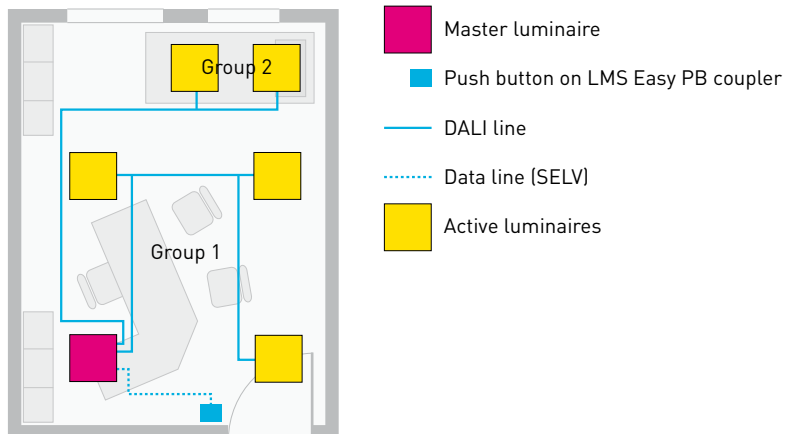 Group 2
Group 1
Master luminaire
Push button on LMS Easy PB coupler
DALI line
Data line (SELV)
Active luminaires